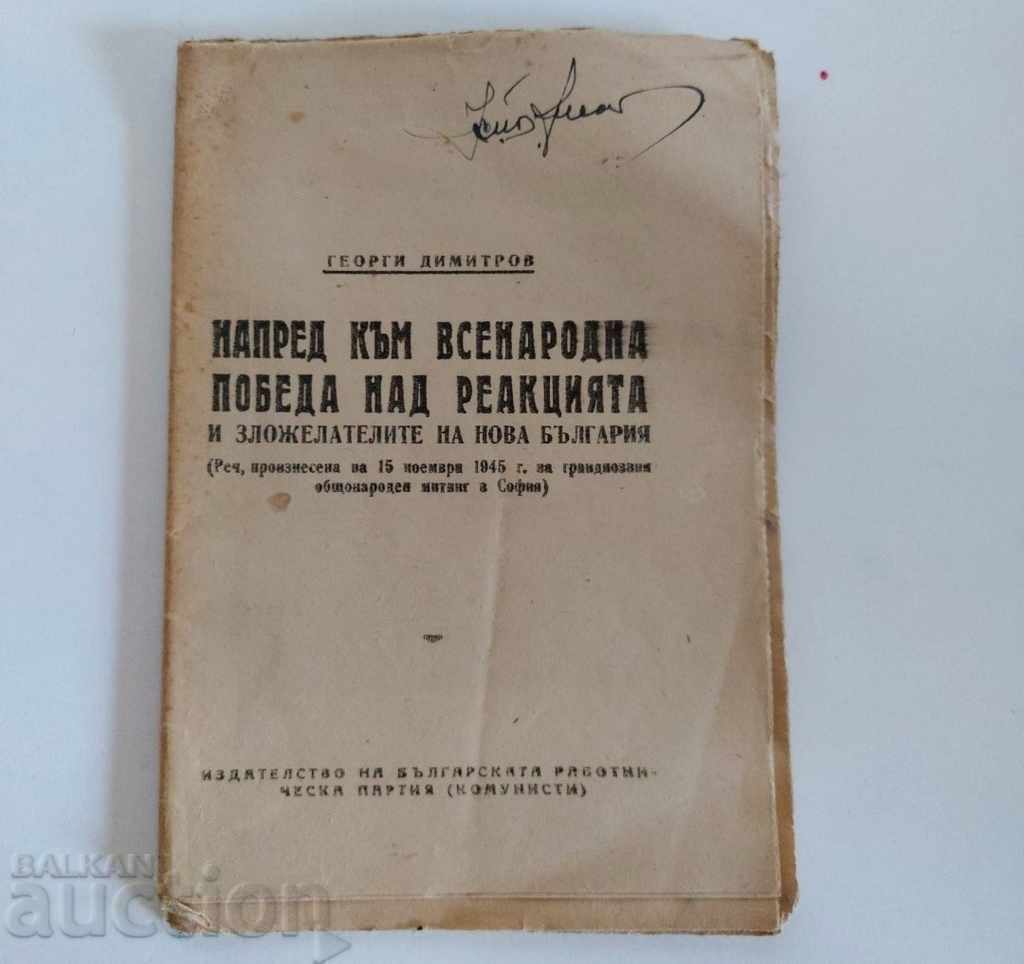 ГЕОРГИ ДИМИТРОВ
НАПРЕД КЪМ ВСЕНАРОДНА
ПОБЕДА НАД РЕАКЦИЯТА
И ЗЛОЖЕЛАТЕЛИТЕ НА НОВА БЪЛГАРИЯ
(Реч, произнесена на 15 ноември 1945 г. на грандиозния
общонароден митинг в София)
ИЗДАТЕЛСТВО НА БЪЛГАРСКАТА РАБОТНИ-
ЧЕСКА ПАРТИЯ (КОМУНИСТИ)
BALKAN
auction